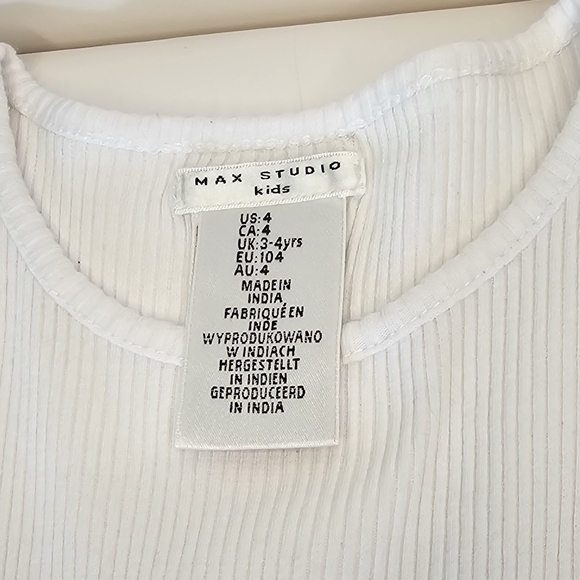 MAX STUDIO
kids
US:4
CA:4
UK:3-4yrs
EU:104
AU:4
MADEIN
INDIA
FABRIQUÉEN
INDE
WYPRODUKOWANO
W INDIACH
HERGESTELLT
IN INDIEN
GEPRODUCEERD
IN INDIA